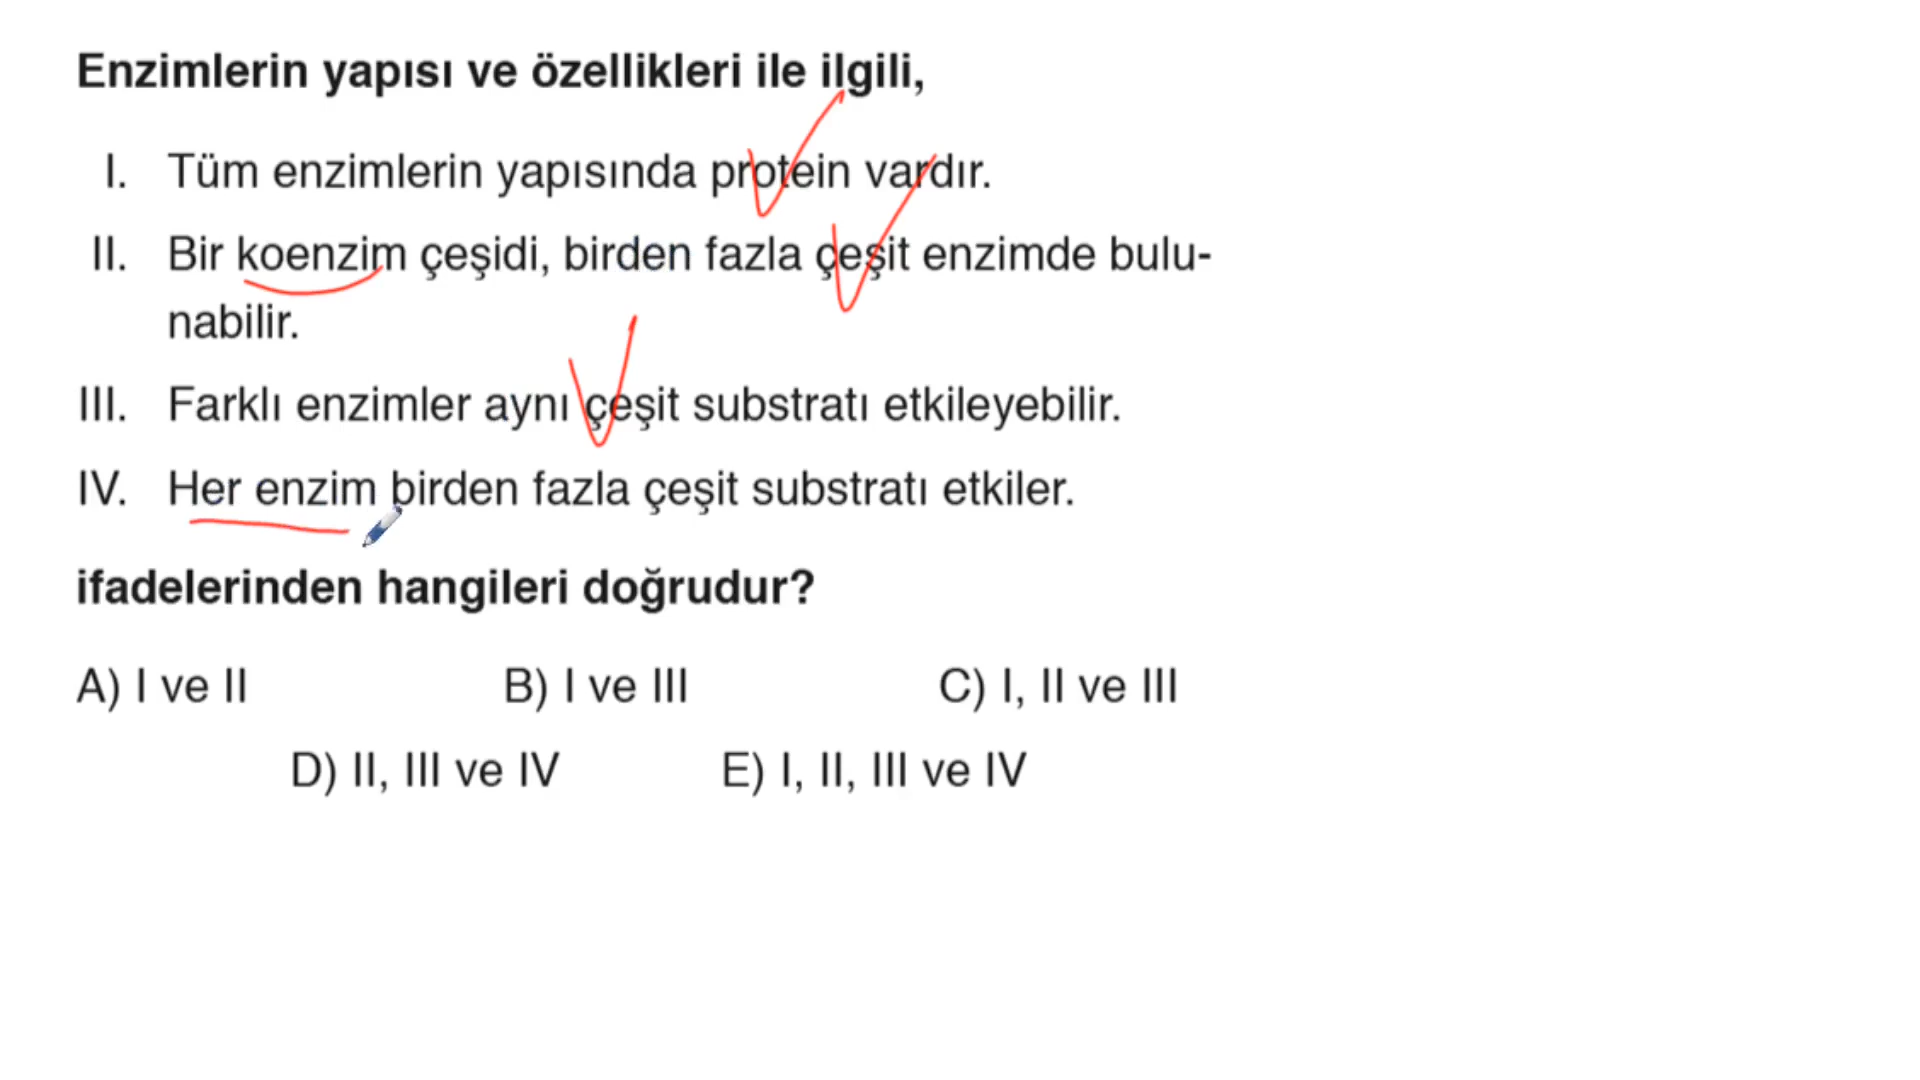 Enzimlerin yapısı ve özellikleri ile ilgili,
I. Tüm enzimlerin yapısında protein vardır.
II. Bir koenzim çeşidi, birden fazla çeşit enzimde bulu-
nabilir.
III. Farklı enzimler aynı çeşit substratı etkileyebilir.
IV. Her enzim birden fazla çeşit substratı etkiler.
ifadelerinden hangileri doğrudur?
A) I ve II B) I ve III C) I, II ve III
D) II, III ve IV E) I, II, III ve IV